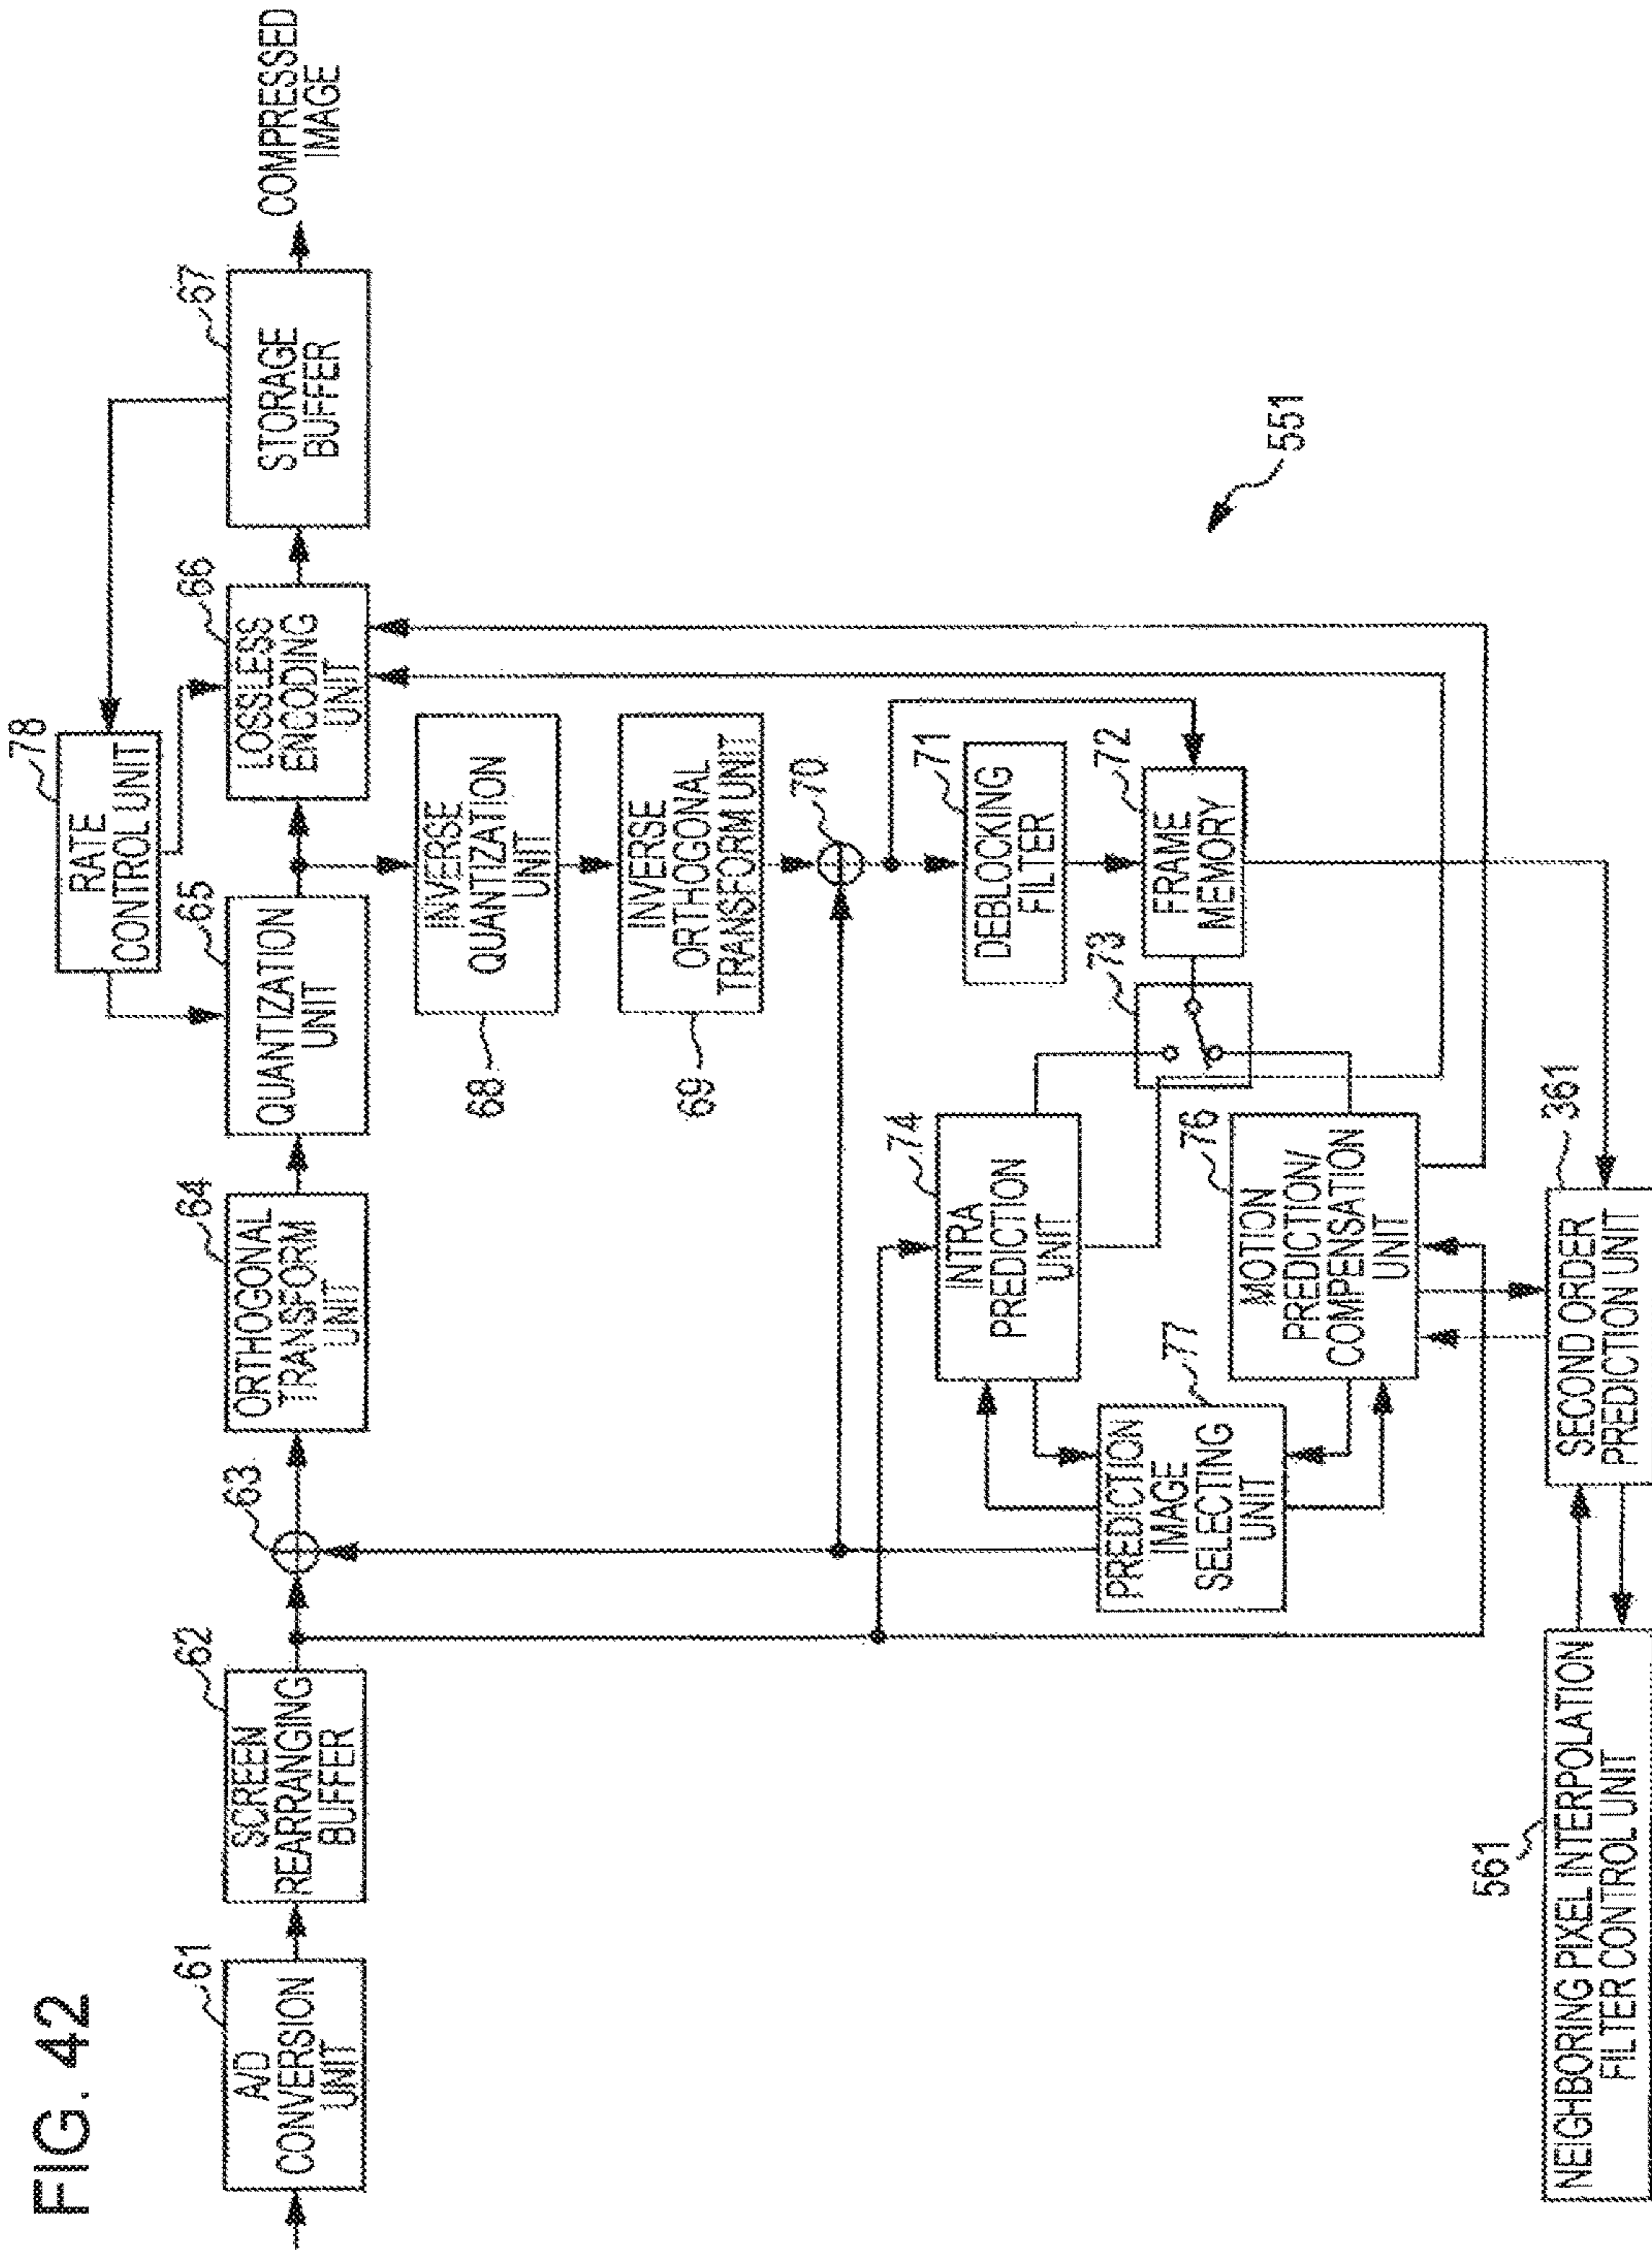 FIG. 42
78
RATE
CONTROL UNIT
61
A/D
CONVERSION
UNIT
62
SCREEN
REARRANGING
BUFFER
63
64
ORTHOGONAL
TRANSFORM
UNIT
65
QUANTIZATION
UNIT
66
LOSSLESS
ENCODING
UNIT
67
STORAGE
BUFFER
COMPRESSED
IMAGE
INVERSE
QUANTIZATION
UNIT
68
INVERSE
ORTHOGONAL
TRANSFORM UNIT
69
70
71
DEBLOCKING
FILTER
72
FRAME
MEMORY
73
74
INTRA
PREDICTION
UNIT
76
MOTION
PREDICTION/
COMPENSATION
UNIT
77
PREDICTION
IMAGE
SELECTING
UNIT
551
361
SECOND ORDER
PREDICTION UNIT
561
NEIGHBORING PIXEL INTERPOLATION
FILTER CONTROL UNIT